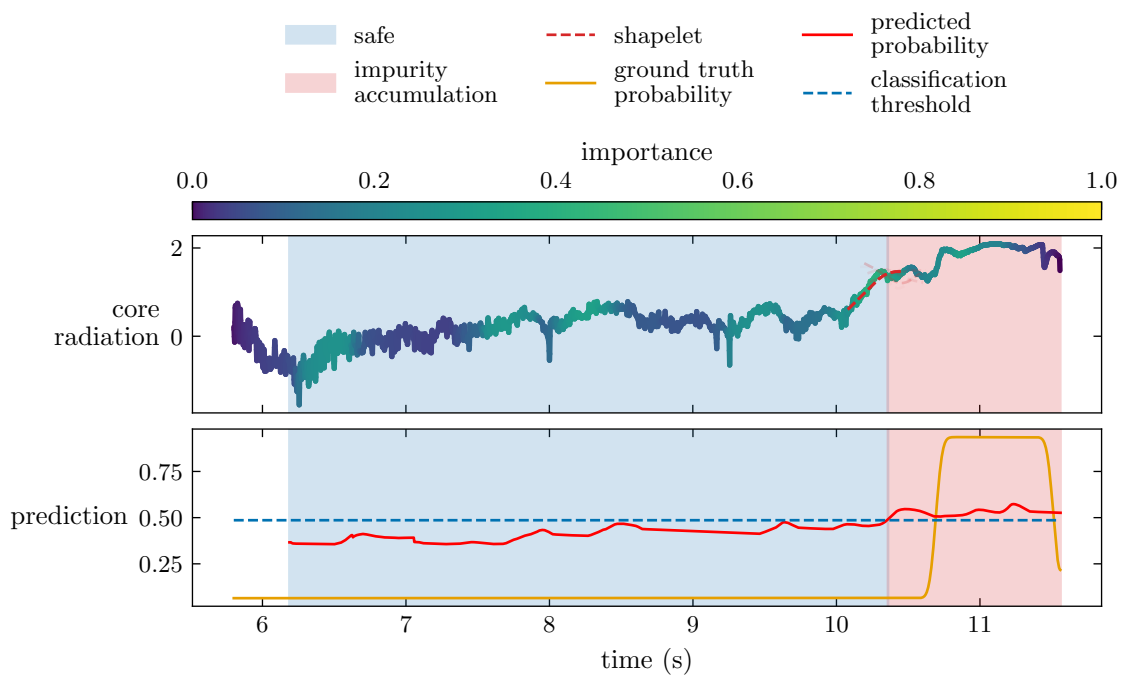 safe
impurity
accumulation
shapelet
ground truth
probability
predicted
probability
classification
threshold
importance
0.0 0.2 0.4 0.6 0.8 1.0
2
0
core
radiation
0.75
0.50
0.25
prediction
6 7 8 9 10 11
time (s)